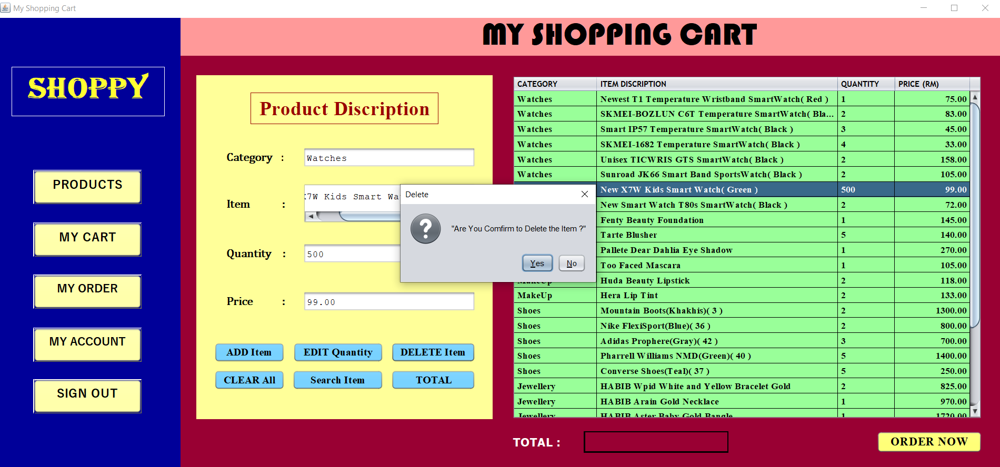 My Shopping Cart
MY SHOPPING CART
SHOPPY
PRODUCTS
MY CART
MY ORDER
MY ACCOUNT
SIGN OUT
Product Discription
Category :
Watches
Item :
X7W Kids Smart Wa
Quantity :
500
Price :
99.00
ADD Item
EDIT Quantity
DELETE Item
CLEAR All
Search Item
TOTAL
Delete
"Are You Comfirm to Delete the Item ?"
Yes
No
CATEGORY ITEM DISCRIPTION QUANTITY PRICE (RM)
Watches Newest T1 Temperature Wristband SmartWatch( Red ) 1 75.00
Watches SKMEI-BOZLUN C6T Temperature SmartWatch( Bla... 2 83.00
Watches Smart IP57 Temperature SmartWatch( Black ) 3 45.00
Watches SKMEI-1682 Temperature SmartWatch( Black ) 4 33.00
Watches Unisex TICWRIS GTS SmartWatch( Black ) 2 158.00
Watches Sunroad JK66 Smart Band SportsWatch( Black ) 2 105.00
New X7W Kids Smart Watch( Green ) 500 99.00
New Smart Watch T80s SmartWatch( Black ) 2 72.00
Fenty Beauty Foundation 1 145.00
Tarte Blusher 5 140.00
Pallete Dear Dahlia Eye Shadow 1 270.00
Too Faced Mascara 1 105.00
MakeUp Huda Beauty Lipstick 2 118.00
MakeUp Hera Lip Tint 2 133.00
Shoes Mountain Boots(Khakhis)( 3 ) 2 1300.00
Shoes Nike FlexiSport(Blue)( 36 ) 2 800.00
Shoes Adidas Prophere(Gray)( 42 ) 3 700.00
Shoes Pharrell Williams NMD(Green)( 40 ) 5 1400.00
Shoes Converse Shoes(Teal)( 37 ) 5 250.00
Jewellery HABIB Wpid White and Yellow Bracelet Gold 2 825.00
Jewellery HABIB Arain Gold Necklace 1 970.00
Jewellery HABIB Aster Baby Gold Bangle 1 1720.00
TOTAL :
ORDER NOW